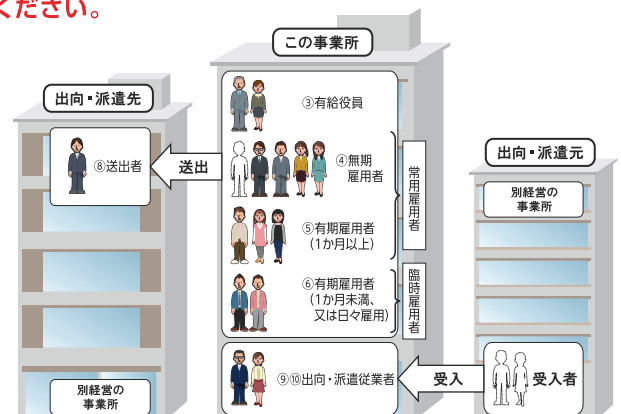 ください。
この事業所
③有給役員
④無期
雇用者
⑤有期雇用者
(1か月以上)
常用雇用者
⑥有期雇用者
(1か月未満、
又は日々雇用)
臨時雇用者
⑨⑩出向・派遣従業者
出向・派遣先
⑧送出者
送出
別経営の
事業所
出向・派遣元
別経営の
事業所
受入
受入者